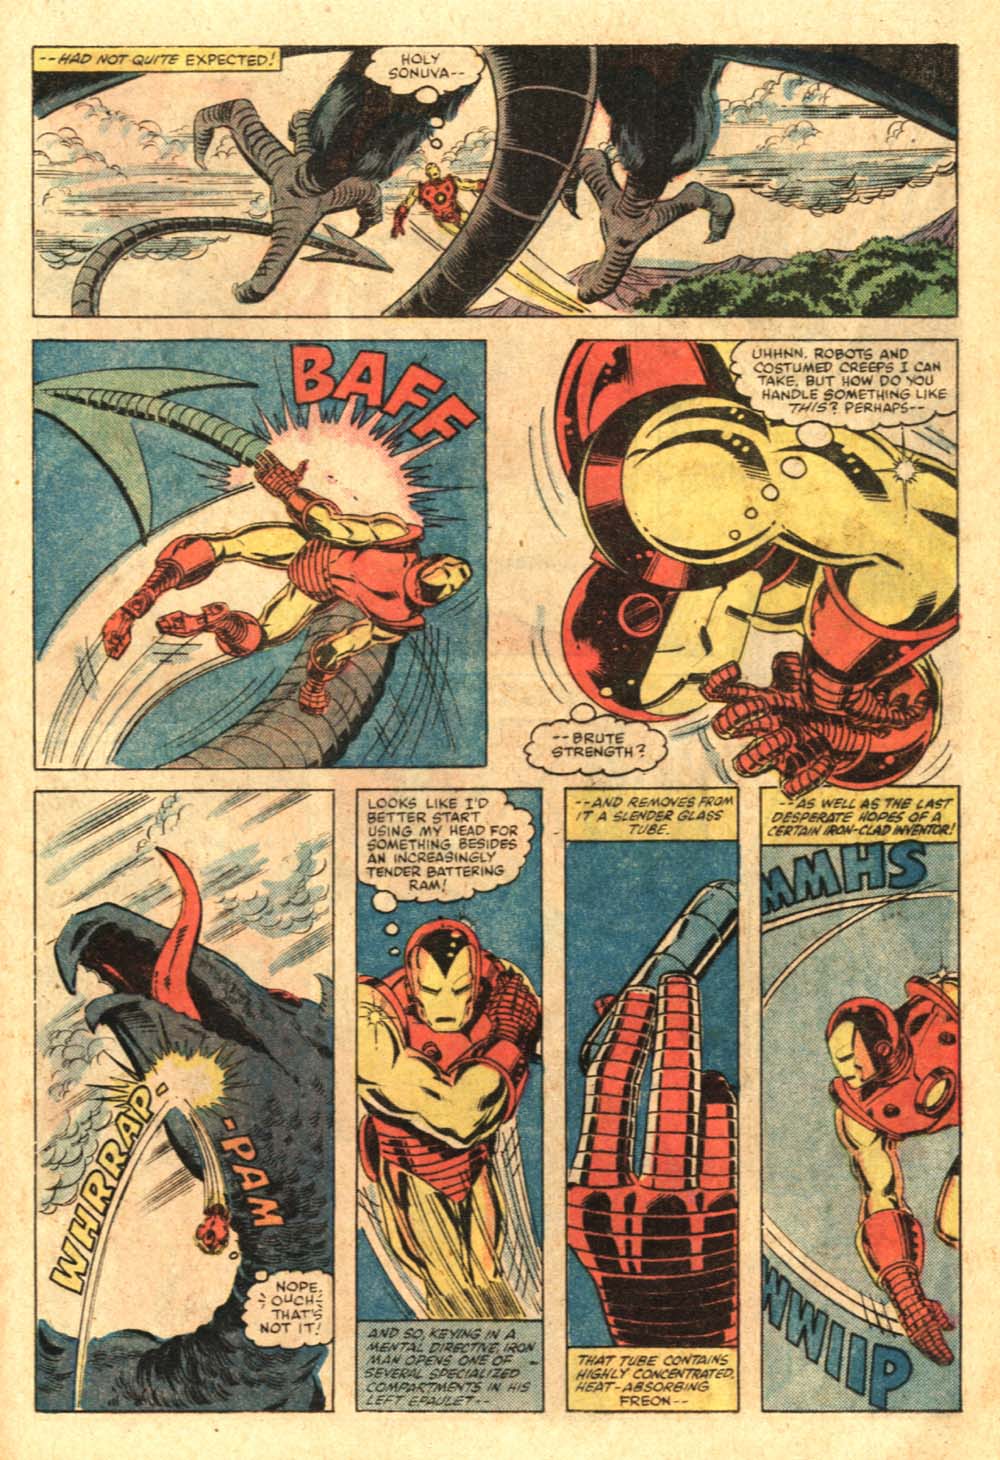 --HAD NOT QUITE EXPECTED!
HOLY
SONUVA--
BAFF
UHHNN. ROBOTS AND
COSTUMED CREEPS I CAN
TAKE, BUT HOW DO YOU
HANDLE SOMETHING LIKE
THIS? PERHAPS--
--BRUTE
STRENGTH?
WHRRAP-
-PAM
NOPE.
OUCH
THAT'S
NOT IT!
LOOKS LIKE I'D
BETTER START
USING MY HEAD FOR
SOMETHING BESIDES
AN INCREASINGLY
TENDER BATTERING
RAM!
AND SO, KEYING IN A
MENTAL DIRECTIVE, IRON
MAN OPENS ONE OF
SEVERAL SPECIALIZED
COMPARTMENTS IN HIS
LEFT EPAULET--
--AND REMOVES FROM
IT A SLENDER GLASS
TUBE.
THAT TUBE CONTAINS
HIGHLY CONCENTRATED,
HEAT-ABSORBING
FREON--
--AS WELL AS THE LAST
DESPERATE HOPES OF A
CERTAIN IRON-CLAD INVENTOR!
MMHS
WWIIP